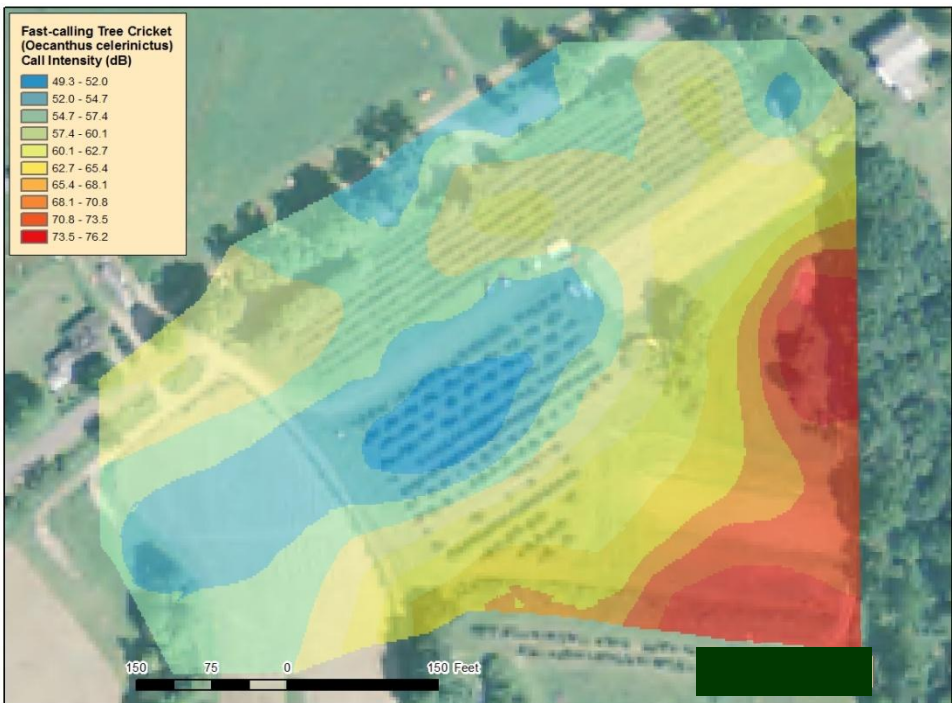 Fast-calling Tree Cricket
(Oecanthus celerinictus)
Call Intensity (dB)
49.3 - 52.0
52.0 - 54.7
54.7 - 57.4
57.4 - 60.1
60.1 - 62.7
62.7 - 65.4
65.4 - 68.1
68.1 - 70.8
70.8 - 73.5
73.5 - 76.2
150 75 0 150 Feet